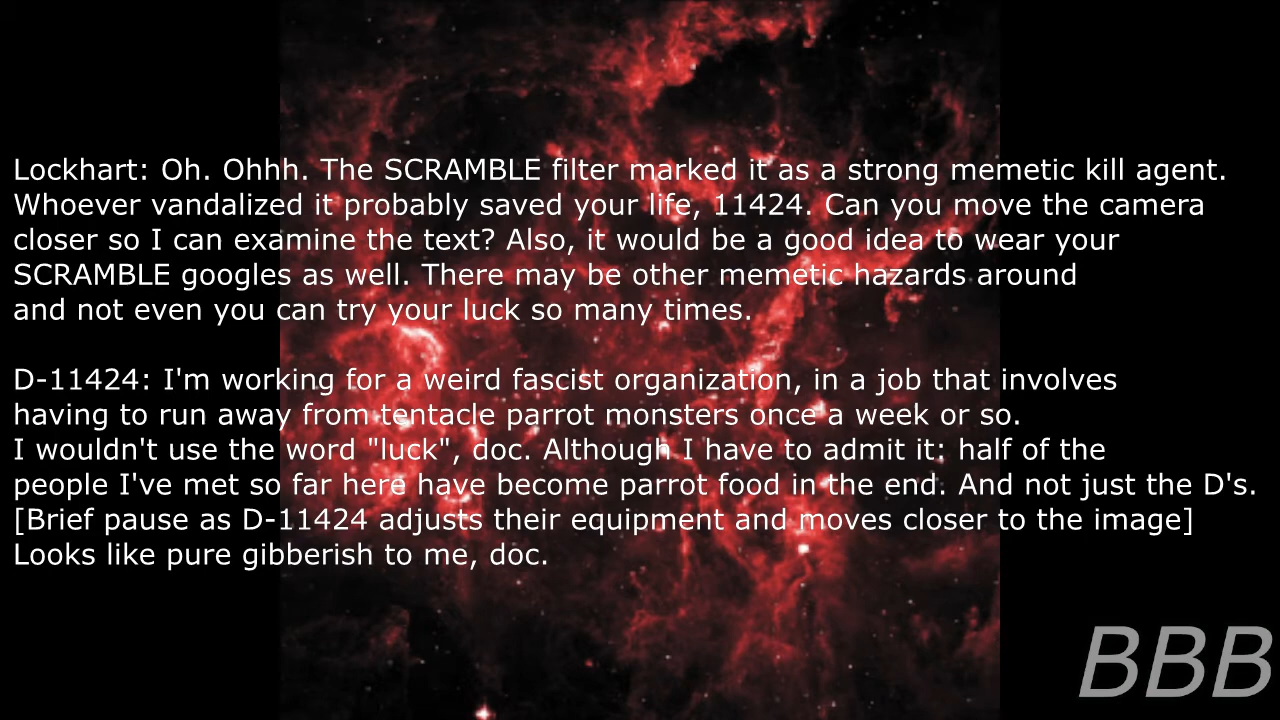 Lockhart: Oh. Ohhh. The SCRAMBLE filter marked it as a strong memetic kill agent.
Whoever vandalized it probably saved your life, 11424. Can you move the camera
closer so I can examine the text? Also, it would be a good idea to wear your
SCRAMBLE googles as well. There may be other memetic hazards around
and not even you can try your luck so many times.
D-11424: I'm working for a weird fascist organization, in a job that involves
having to run away from tentacle parrot monsters once a week or so.
I wouldn't use the word "luck", doc. Although I have to admit it: half of the
people I've met so far here have become parrot food in the end. And not just the D's.
[Brief pause as D-11424 adjusts their equipment and moves closer to the image]
Looks like pure gibberish to me, doc.
BBB